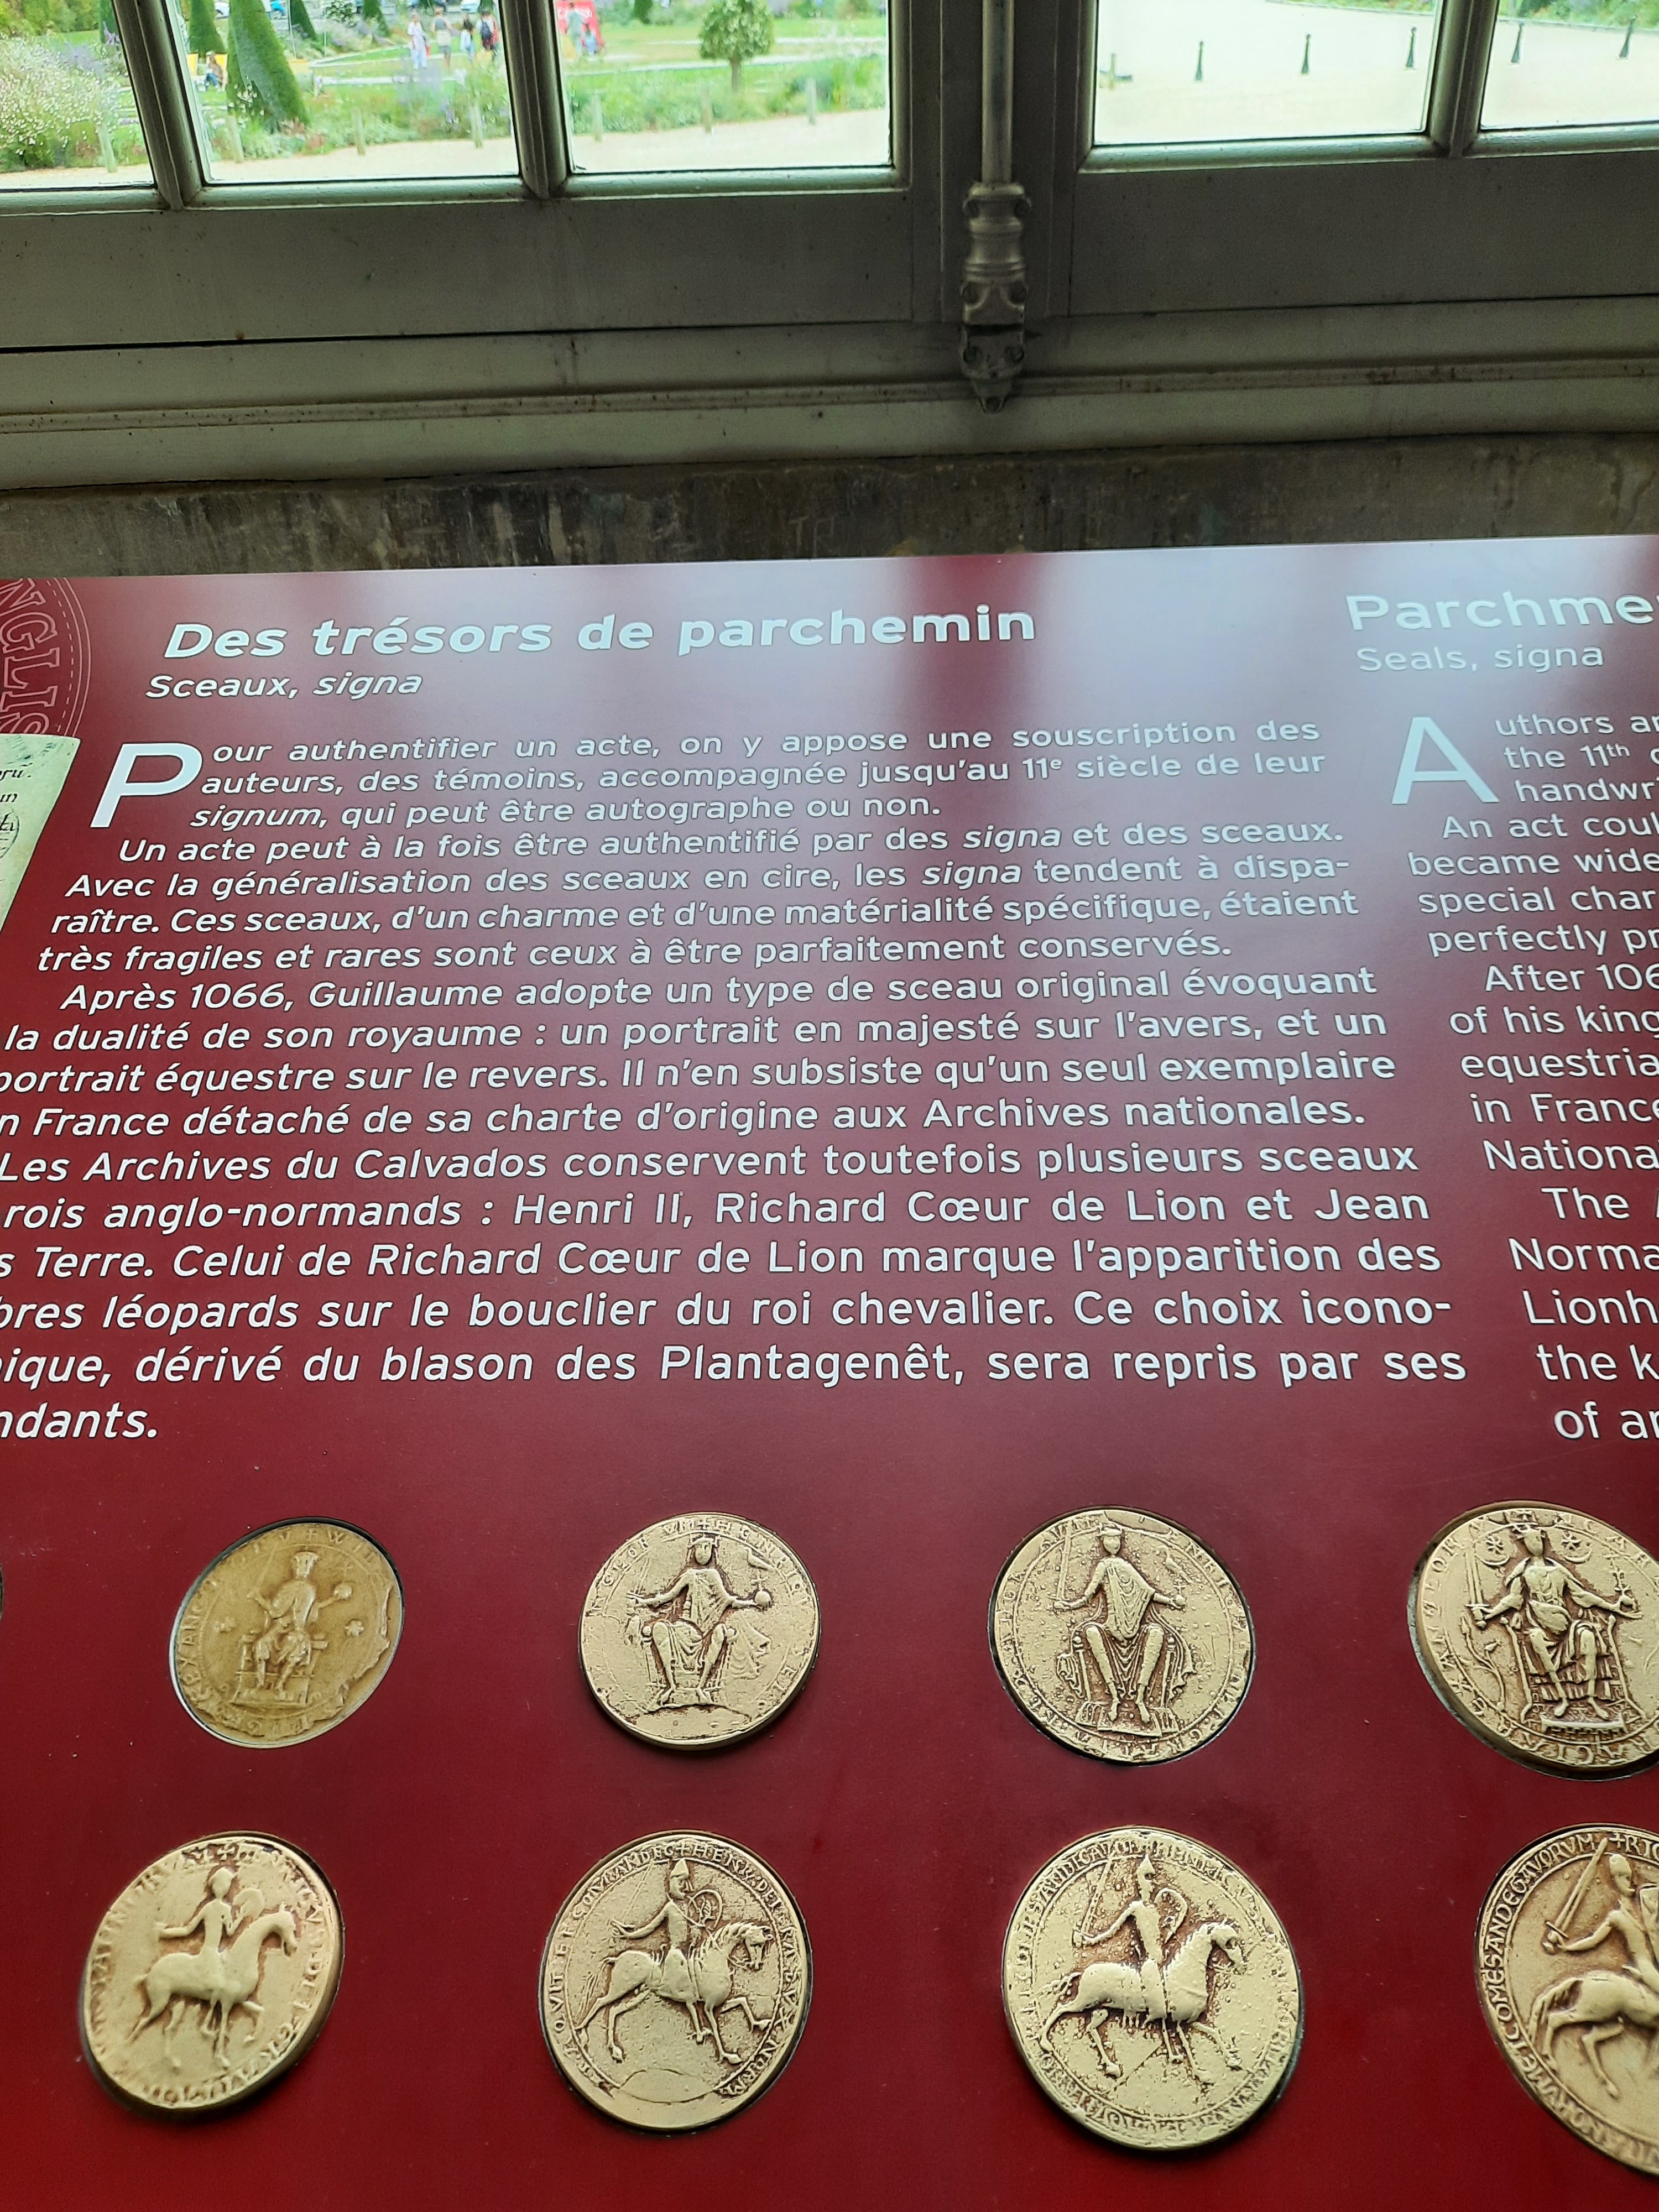 Des trésors de parchemin
Sceaux, signa
Pour authentifier un acte, on y appose une souscription des
auteurs, des témoins, accompagnée jusqu'au 11e siècle de leur
signum, qui peut être autographe ou non.
Un acte peut à la fois être authentifié par des signa et des sceaux.
Avec la généralisation des sceaux en cire, les signa tendent à dispa-
raître. Ces sceaux, d'un charme et d'une matérialité spécifique, étaient
très fragiles et rares sont ceux à être parfaitement conservés.
Après 1066, Guillaume adopte un type de sceau original évoquant
la dualité de son royaume : un portrait en majesté sur l'avers, et un
portrait équestre sur le revers. Il n'en subsiste qu'un seul exemplaire
n France détaché de sa charte d'origine aux Archives nationales.
Les Archives du Calvados conservent toutefois plusieurs sceaux
rois anglo-normands : Henri II, Richard Cœur de Lion et Jean
s Terre. Celui de Richard Cœur de Lion marque l'apparition des
bres léopards sur le bouclier du roi chevalier. Ce choix icono-
ique, dérivé du blason des Plantagenêt, sera repris par ses
ndants.
Parchme
Seals, signa
Authors a
the 11th
handwr
An act coul
became wide
special char
perfectly pr
After 106
of his king
equestria
in France
Nationa
The
Norma
Lionh
the k
of a
NGLIS